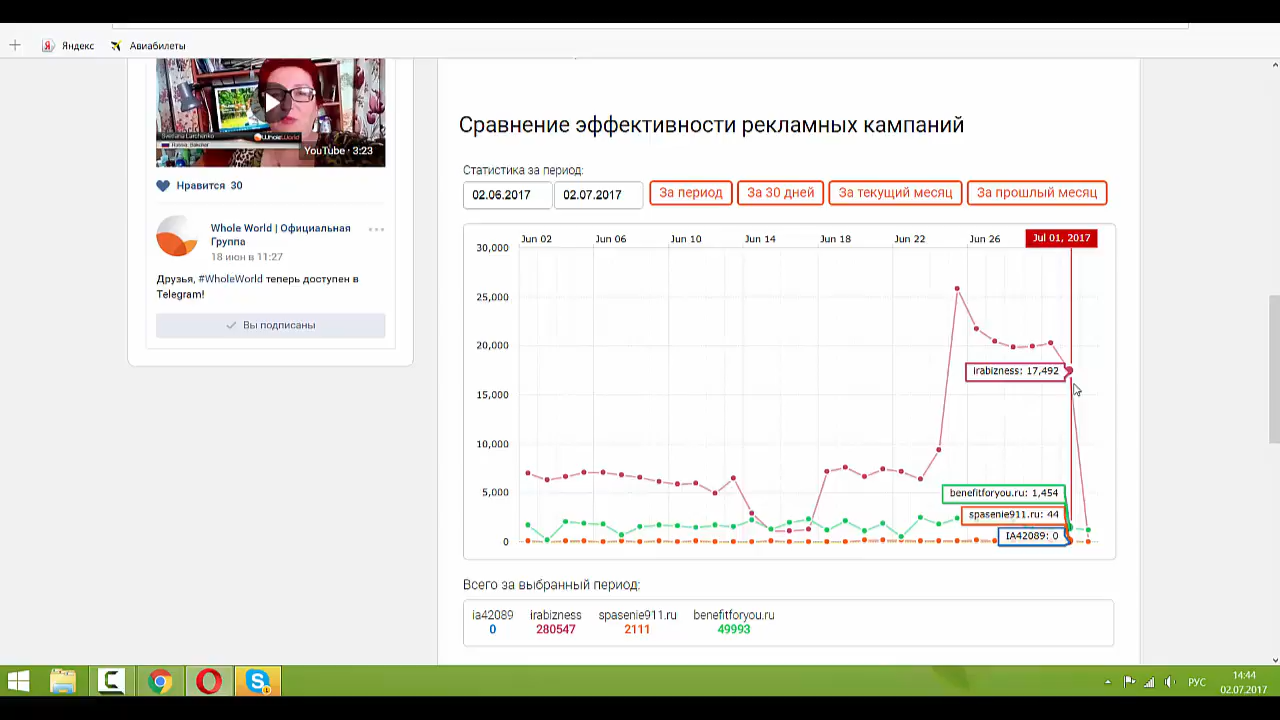 Яндекс
Авиабилеты
Svetlana Larchenko
WholeWorld
YouTube · 3:23
Нравится 30
Whole World | Официальная
Группа
18 июн в 11:27
Друзья, #WholeWorld теперь доступен в
Telegram!
Вы подписаны
Сравнение эффективности рекламных кампаний
Статистика за период:
02.06.2017
02.07.2017
За период
За 30 дней
За текущий месяц
За прошлый месяц
Jun 02
Jun 06
Jun 10
Jun 14
Jun 18
Jun 22
Jun 26
Jul 01, 2017
30,000
25,000
20,000
15,000
10,000
5,000
0
irabizness: 17,492
benefitforyou.ru: 1,454
spasenie911.ru: 44
IA42089: 0
Всего за выбранный период:
ia42089 irabizness spasenie911.ru benefitforyou.ru
0 280547 2111 49993
РУС
14:44
02.07.2017